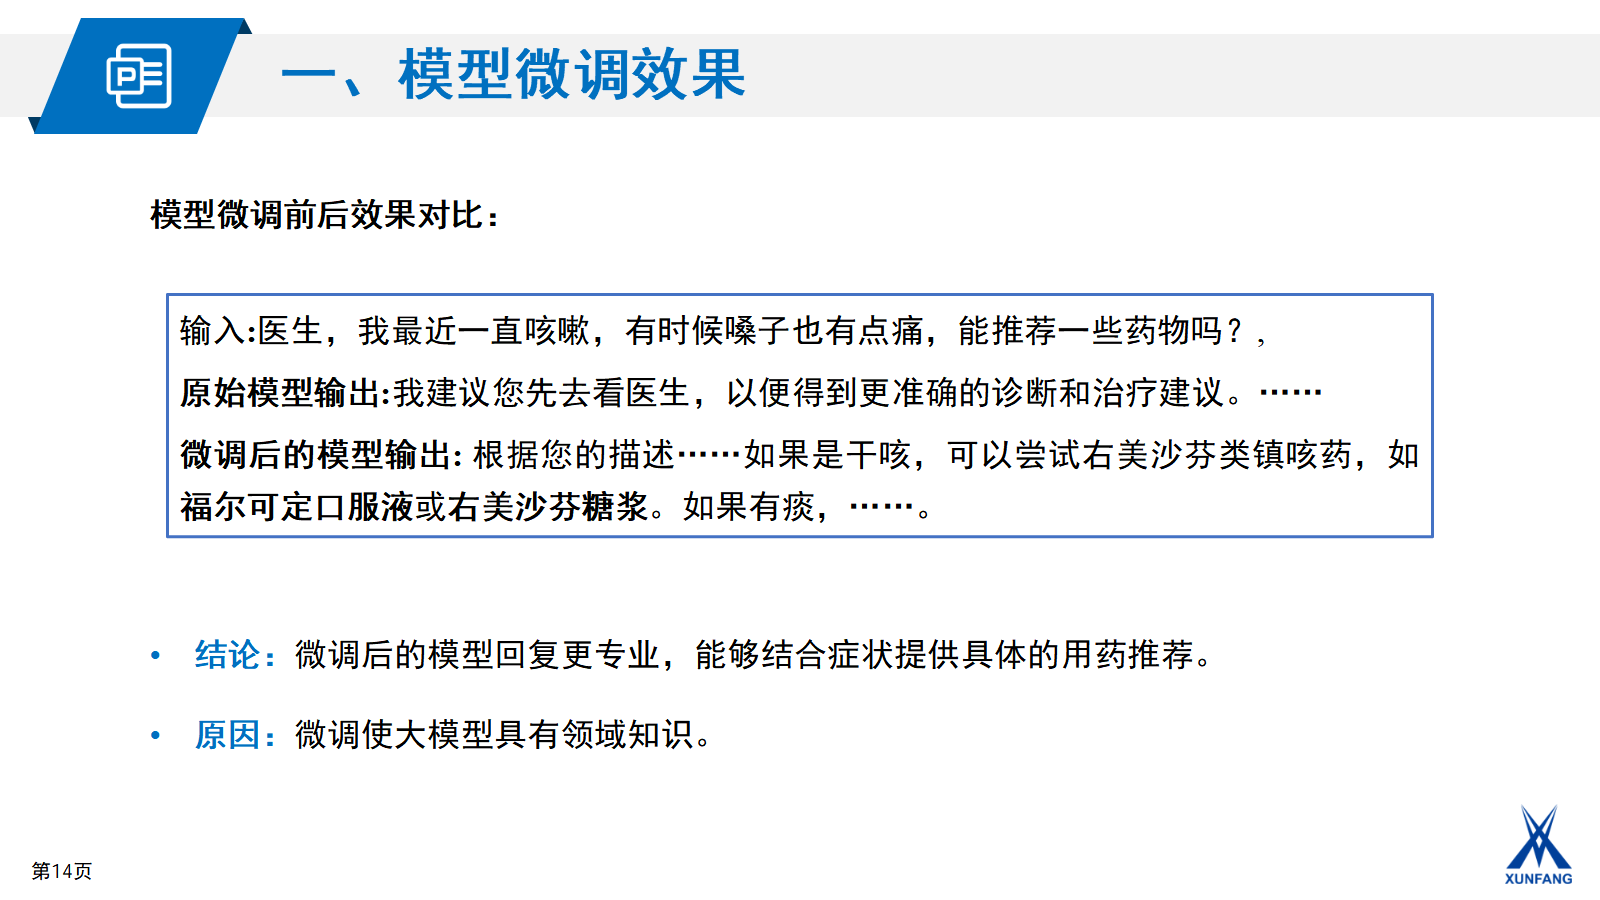 一、模型微调效果
模型微调前后效果对比：
输入:医生，我最近一直咳嗽，有时候嗓子也有点痛，能推荐一些药物吗？,
原始模型输出:我建议您先去看医生，以便得到更准确的诊断和治疗建议。······
微调后的模型输出: 根据您的描述······如果是干咳，可以尝试右美沙芬类镇咳药，如
福尔可定口服液或右美沙芬糖浆。如果有痰，······。
• 结论：微调后的模型回复更专业，能够结合症状提供具体的用药推荐。
• 原因：微调使大模型具有领域知识。
第14页
XUNFANG